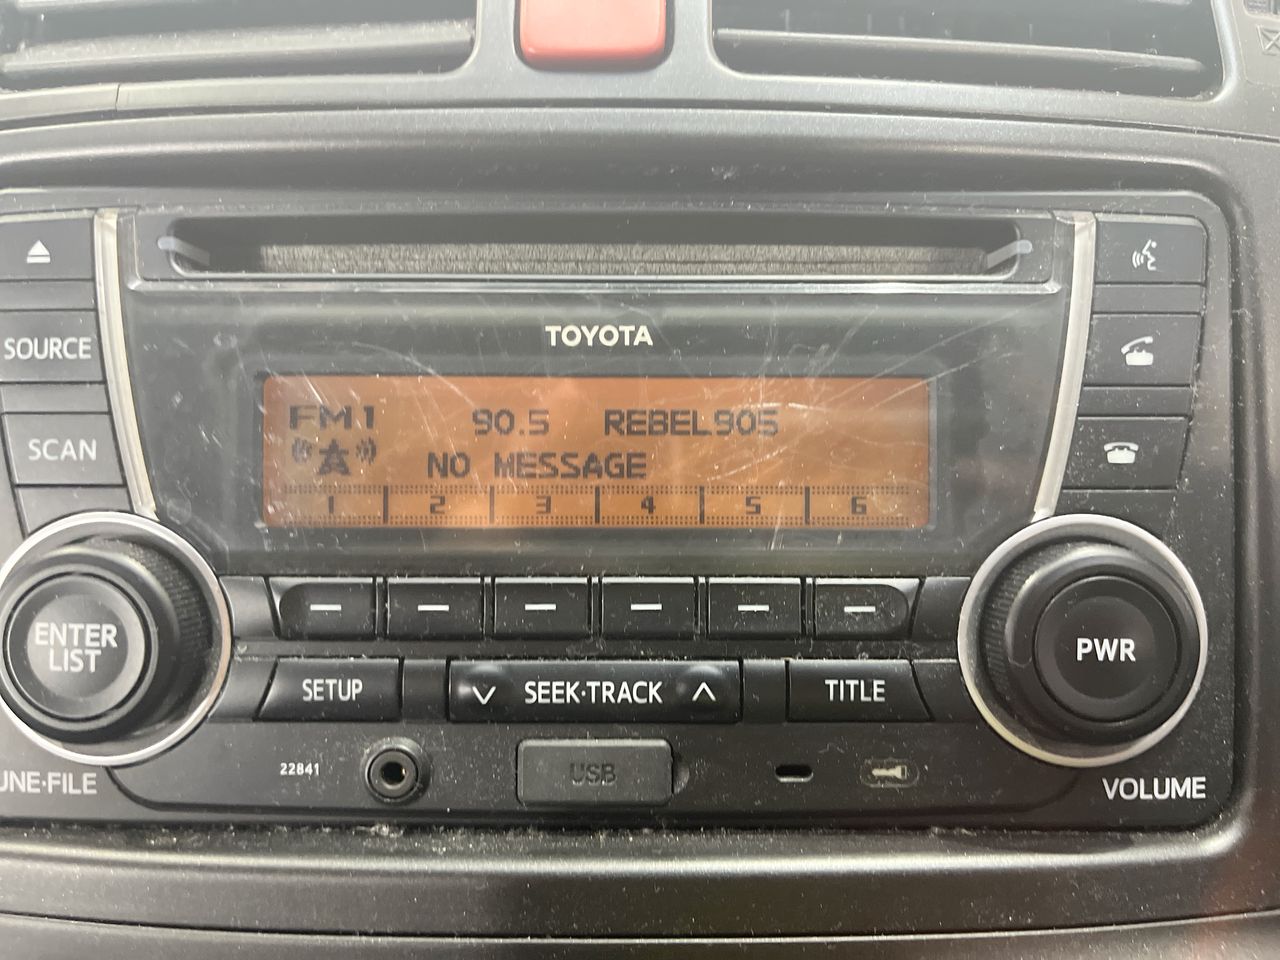 TOYOTA
SOURCE
FM1 90.5 REBEL905
SCAN
NO MESSAGE
1 2 3 4 5 6
ENTER
LIST
PWR
SETUP
SEEK·TRACK
TITLE
22841
USB
UNE·FILE
VOLUME